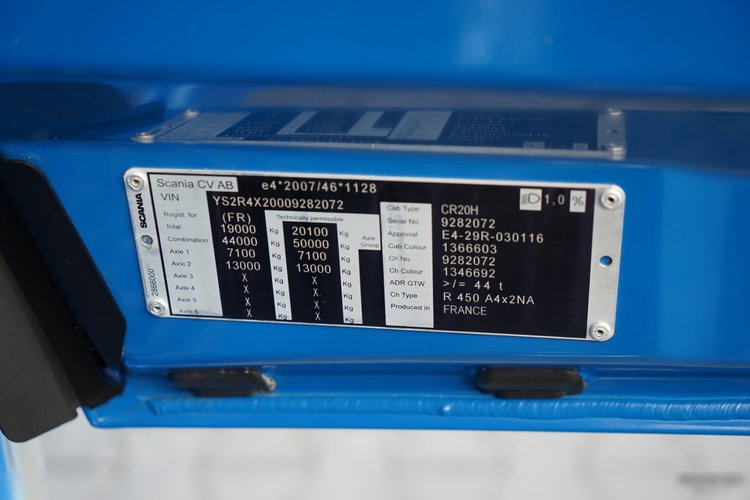 Scania CV AB e4*2007/46*1128
VIN YS2R4X20009282072
SCANIA
2866000
Regist. for (FR) Technically permissible
Total 19000 Kg 20100 Kg
Combination 44000 Kg 50000 Kg Axle Group
Axle 1 7100 Kg 7100 Kg
Axle 2 13000 Kg 13000 Kg
Axle 3 X Kg X Kg
Axle 4 X Kg X Kg
Axle 5 X Kg X Kg
Axle 6 X Kg X Kg
1,0 %
Cab Type CR20H
Serial No 9282072
Approval E4-29R-030116
Cab Colour 1366603
Ch No 9282072
Ch Colour 1346692
ADR GTW >/= 44 t
Ch Type R 450 A4x2NA
Produced in FRANCE